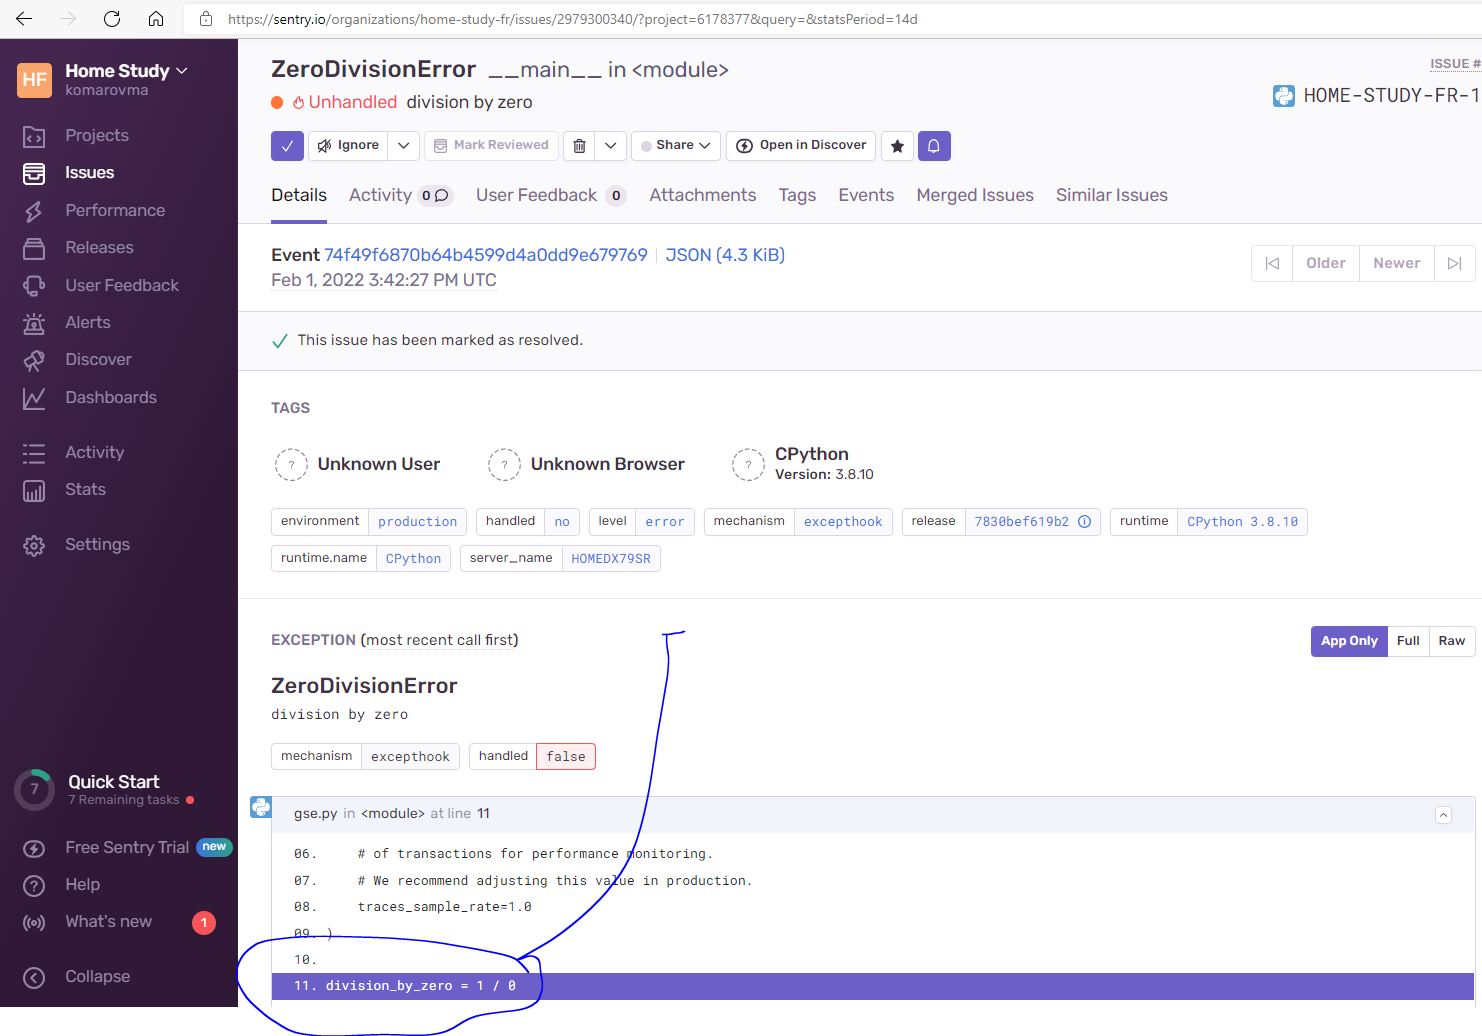 https://sentry.io/organizations/home-study-fr/issues/2979300340/?project=6178377&query=&statsPeriod=14d
HF
Home Study
komarovma
Projects
Issues
Performance
Releases
User Feedback
Alerts
Discover
Dashboards
Activity
Stats
Settings
7
Quick Start
7 Remaining tasks
Free Sentry Trial new
Help
What's new 1
Collapse
ZeroDivisionError __main__ in <module>
ISSUE #
Unhandled division by zero
HOME-STUDY-FR-1
Ignore Mark Reviewed Share Open in Discover
Details Activity 0 User Feedback 0 Attachments Tags Events Merged Issues Similar Issues
Event 74f49f6870b64b4599d4a0dd9e679769 | JSON (4.3 KiB)
Feb 1, 2022 3:42:27 PM UTC
Older Newer
This issue has been marked as resolved.
TAGS
? Unknown User ? Unknown Browser ? CPython
Version: 3.8.10
environment production handled no level error mechanism excepthook release 7830bef619b2 runtime CPython 3.8.10
runtime.name CPython server_name HOMEDX79SR
EXCEPTION (most recent call first)
App Only Full Raw
ZeroDivisionError
division by zero
mechanism excepthook handled false
gse.py in <module> at line 11
06. # of transactions for performance monitoring.
07. # We recommend adjusting this value in production.
08. traces_sample_rate=1.0
09. )
10.
11. division_by_zero = 1 / 0